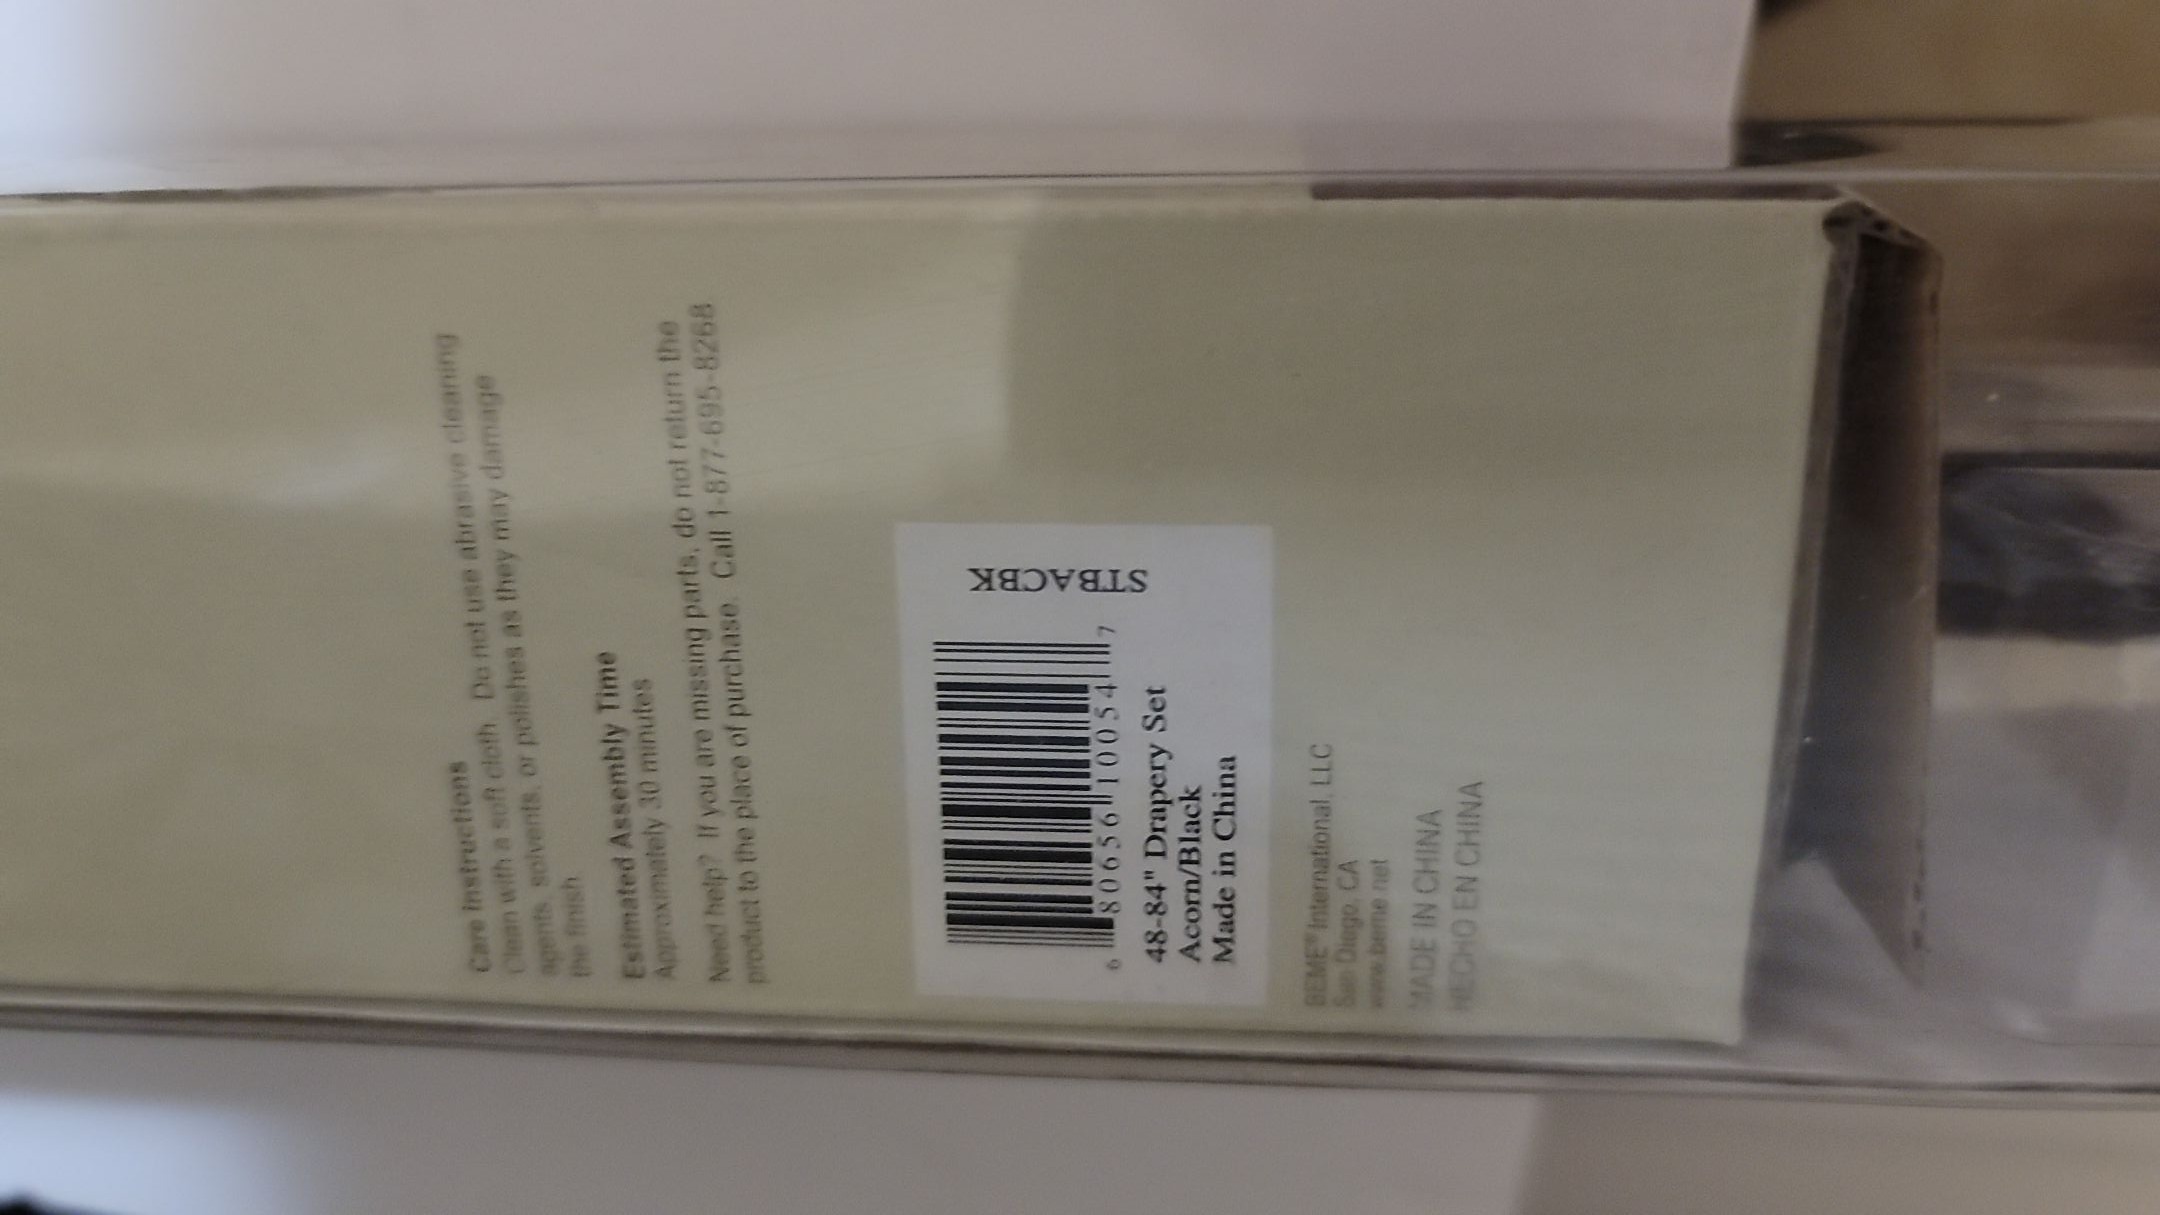 Care Instructions
Clean with a soft cloth. Do not use abrasive cleaning
agents, solvents, or polishes as they may damage
the finish
Estimated Assembly Time
Approximately 30 minutes
Need help? If you are missing parts, do not return the
product to the place of purchase. Call 1-877-695-8268
STBACBK
6 80656 10054 7
48-84" Drapery Set
Acorn/Black
Made in China
BEME® International, LLC
San Diego, CA
www.beme.net
MADE IN CHINA
HECHO EN CHINA